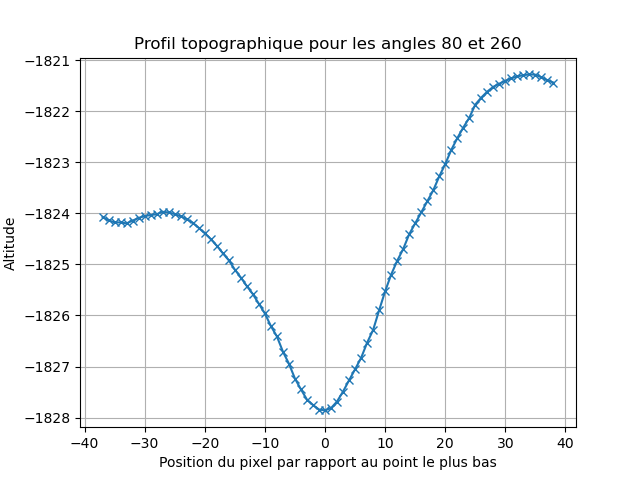 Profil topographique pour les angles 80 et 260
−1821
−1822
−1823
−1824
−1825
−1826
−1827
−1828
Altitude
−40 −30 −20 −10 0 10 20 30 40
Position du pixel par rapport au point le plus bas